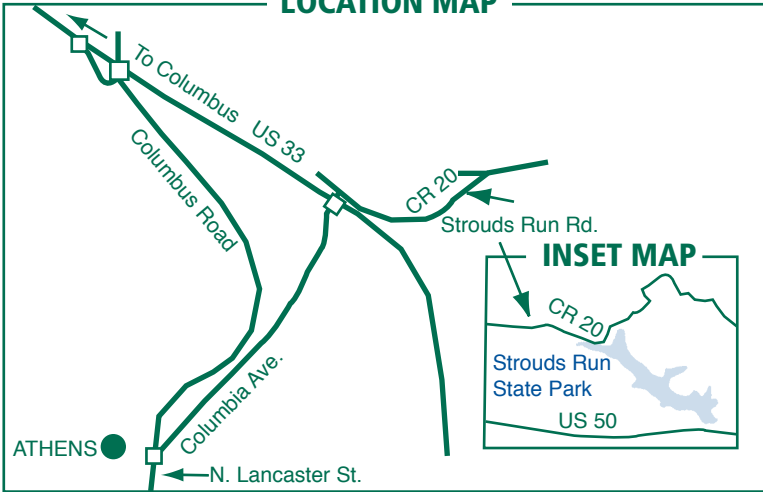 LOCATION MAP
To Columbus
US 33
Columbus Road
CR 20
Strouds Run Rd.
INSET MAP
CR 20
Strouds Run
State Park
US 50
Columbia Ave.
ATHENS
N. Lancaster St.